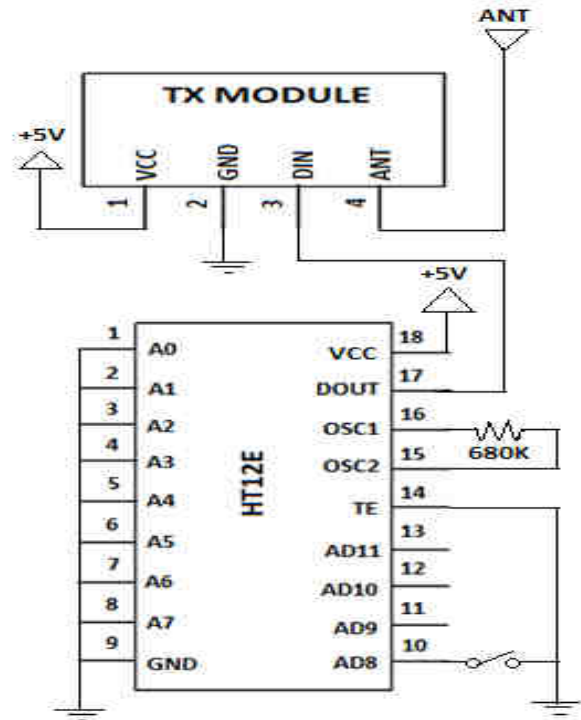 ANT
TX MODULE
+5V
VCC
GND
DIN
ANT
1
2
3
4
+5V
1
A0
2
A1
3
A2
4
A3
5
A4
6
A5
7
A6
8
A7
9
GND
HT12E
18
VCC
17
DOUT
16
OSC1
680K
15
OSC2
14
TE
13
AD11
12
AD10
11
AD9
10
AD8